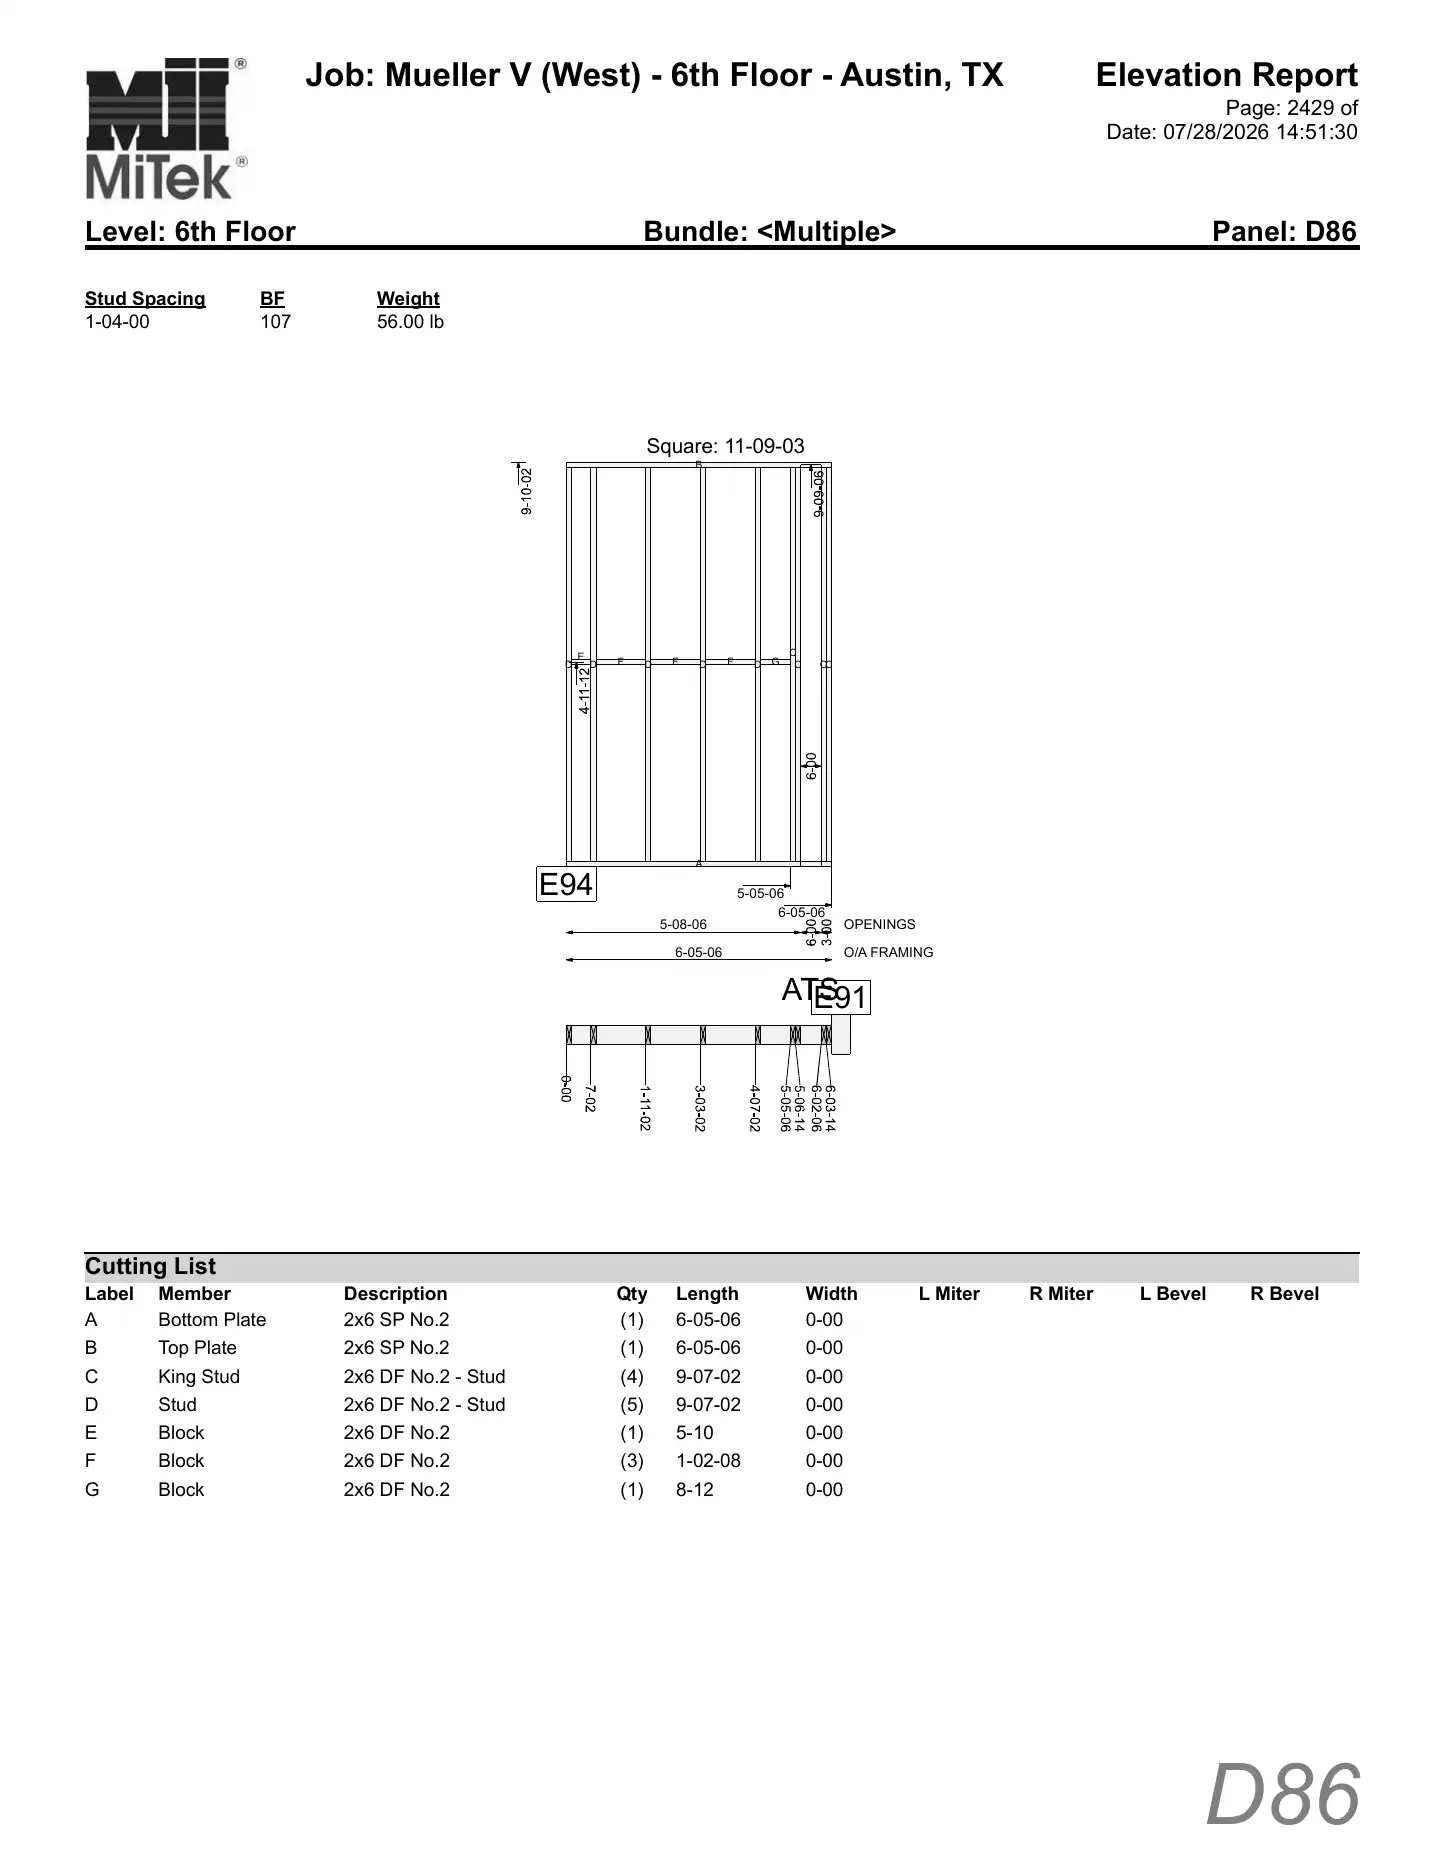 Job: Mueller V (West) - 6th Floor - Austin, TX
Elevation Report
Page: 2429 of
Date: 07/28/2026 14:51:30
MiTek®
Level: 6th Floor Bundle: <Multiple> Panel: D86
Stud Spacing BF Weight
1-04-00 107 56.00 lb
Square: 11-09-03
B
9-10-02
9-09-06
E
F F F G
4-11-12
6-00
A
E94
5-05-06
6-05-06
5-08-06 6-00 3-00 OPENINGS
6-05-06 O/A FRAMING
ATS
E91
0-00 7-02 1-11-02 3-03-02 4-07-02 5-05-06 5-06-14 6-02-06 6-03-14
Cutting List
Label Member Description Qty Length Width L Miter R Miter L Bevel R Bevel
A Bottom Plate 2x6 SP No.2 (1) 6-05-06 0-00
B Top Plate 2x6 SP No.2 (1) 6-05-06 0-00
C King Stud 2x6 DF No.2 - Stud (4) 9-07-02 0-00
D Stud 2x6 DF No.2 - Stud (5) 9-07-02 0-00
E Block 2x6 DF No.2 (1) 5-10 0-00
F Block 2x6 DF No.2 (3) 1-02-08 0-00
G Block 2x6 DF No.2 (1) 8-12 0-00
D86